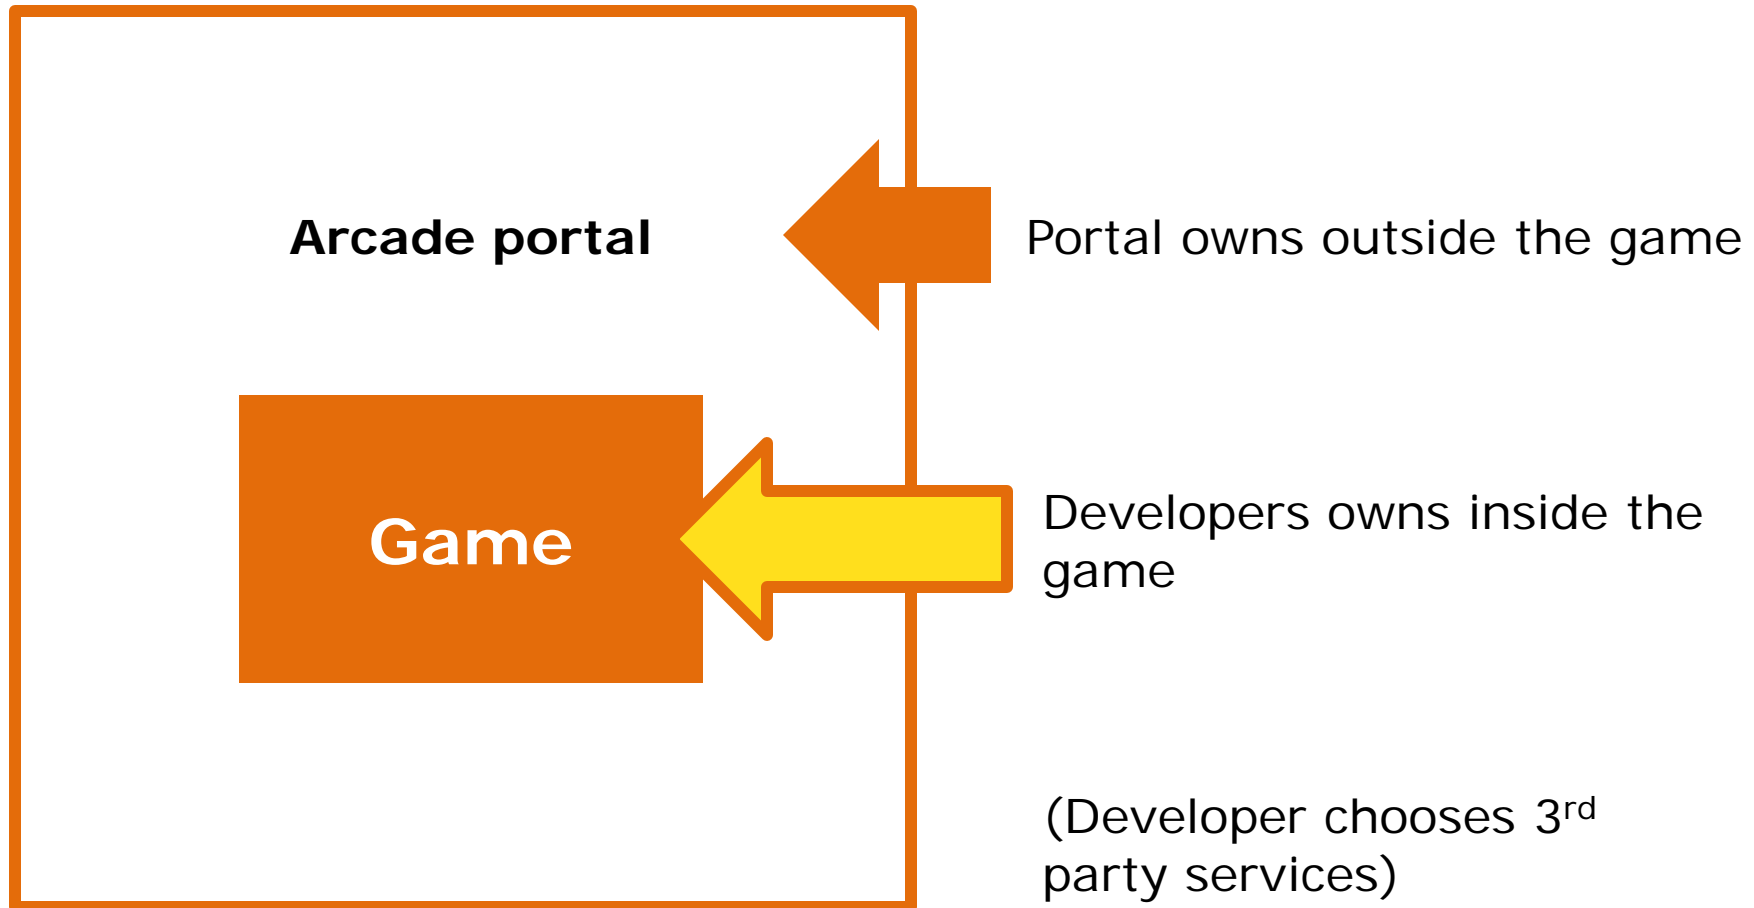 Arcade portal
Portal owns outside the game
Game
Developers owns inside the
game
(Developer chooses 3rd
party services)